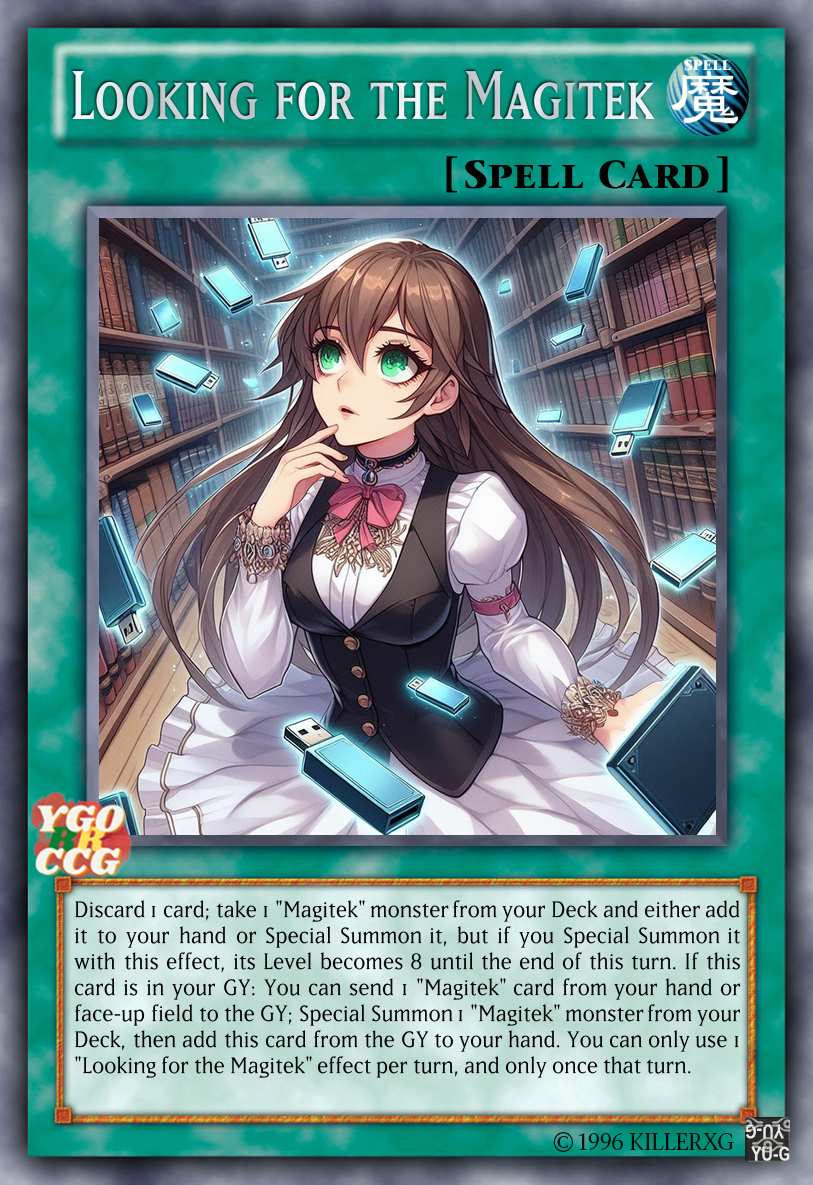 Looking for the Magitek
SPELL
魔
[Spell Card]
YGO
BR
CCG
Discard 1 card; take 1 "Magitek" monster from your Deck and either add
it to your hand or Special Summon it, but if you Special Summon it
with this effect, its Level becomes 8 until the end of this turn. If this
card is in your GY: You can send 1 "Magitek" card from your hand or
face-up field to the GY; Special Summon 1 "Magitek" monster from your
Deck, then add this card from the GY to your hand. You can only use 1
"Looking for the Magitek" effect per turn, and only once that turn.
© 1996 KILLERXG
YU-G